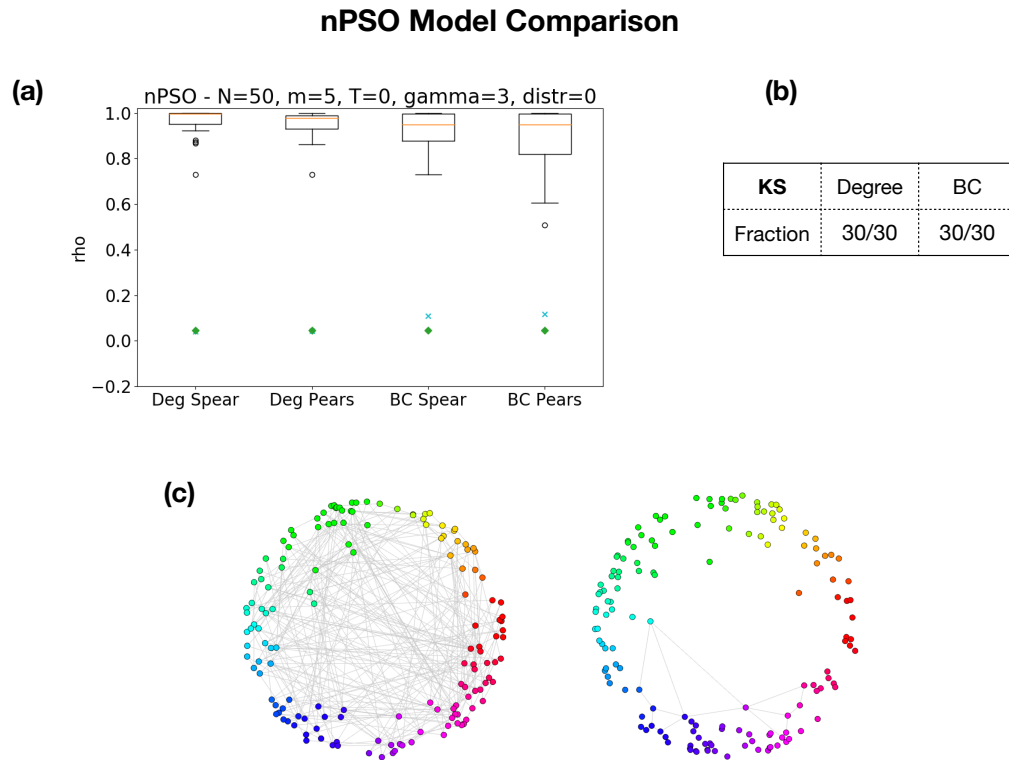 nPSO Model Comparison
(a)
nPSO - N=50, m=5, T=0, gamma=3, distr=0
1.0
0.8
0.6
0.4
0.2
0.0
−0.2
rho
Deg Spear Deg Pears BC Spear BC Pears
(b)
KS Degree BC
Fraction 30/30 30/30
(c)